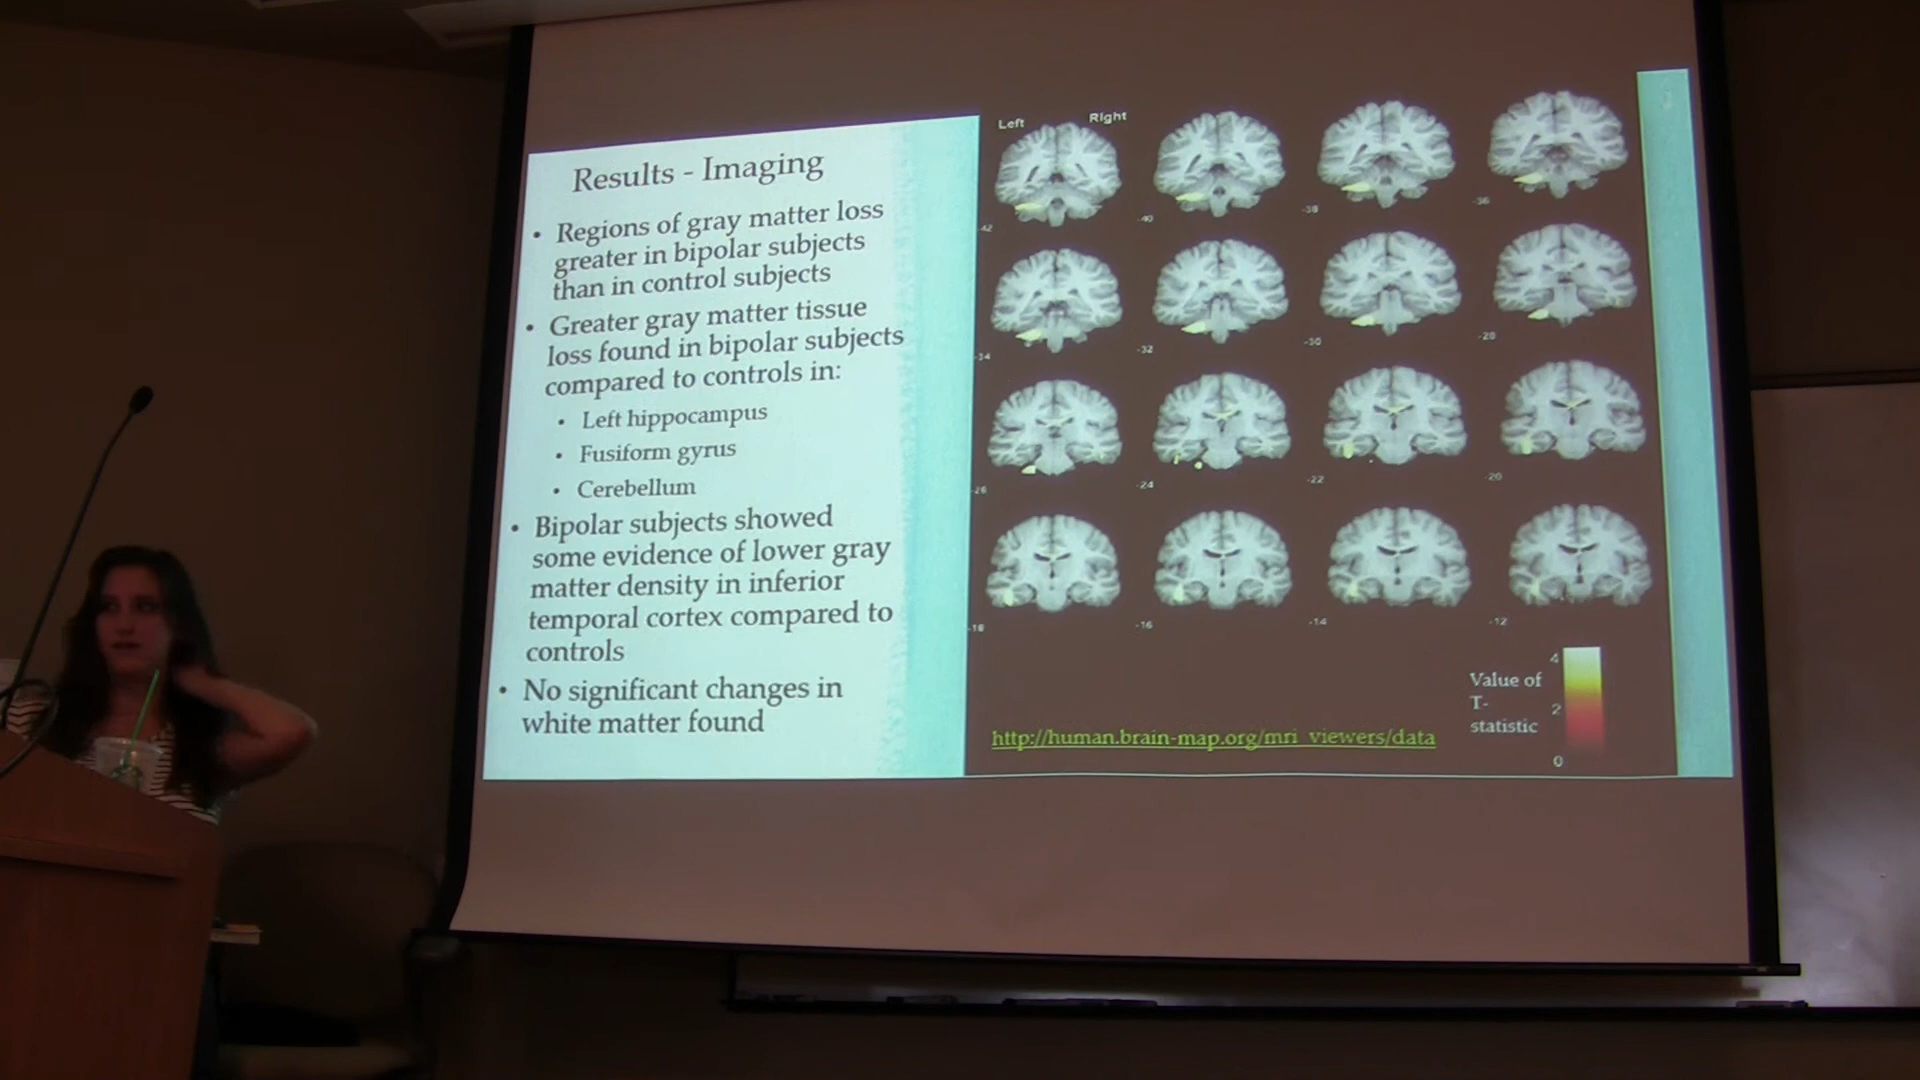 Results - Imaging
• Regions of gray matter loss
greater in bipolar subjects
than in control subjects
• Greater gray matter tissue
loss found in bipolar subjects
compared to controls in:
• Left hippocampus
• Fusiform gyrus
• Cerebellum
• Bipolar subjects showed
some evidence of lower gray
matter density in inferior
temporal cortex compared to
controls
• No significant changes in
white matter found
Left Right
-42 -40 -38 -36
-34 -32 -30 -28
-26 -24 -22 -20
-18 -16 -14 -12
Value of
T-
statistic
4
2
0
http://human.brain-map.org/mri_viewers/data